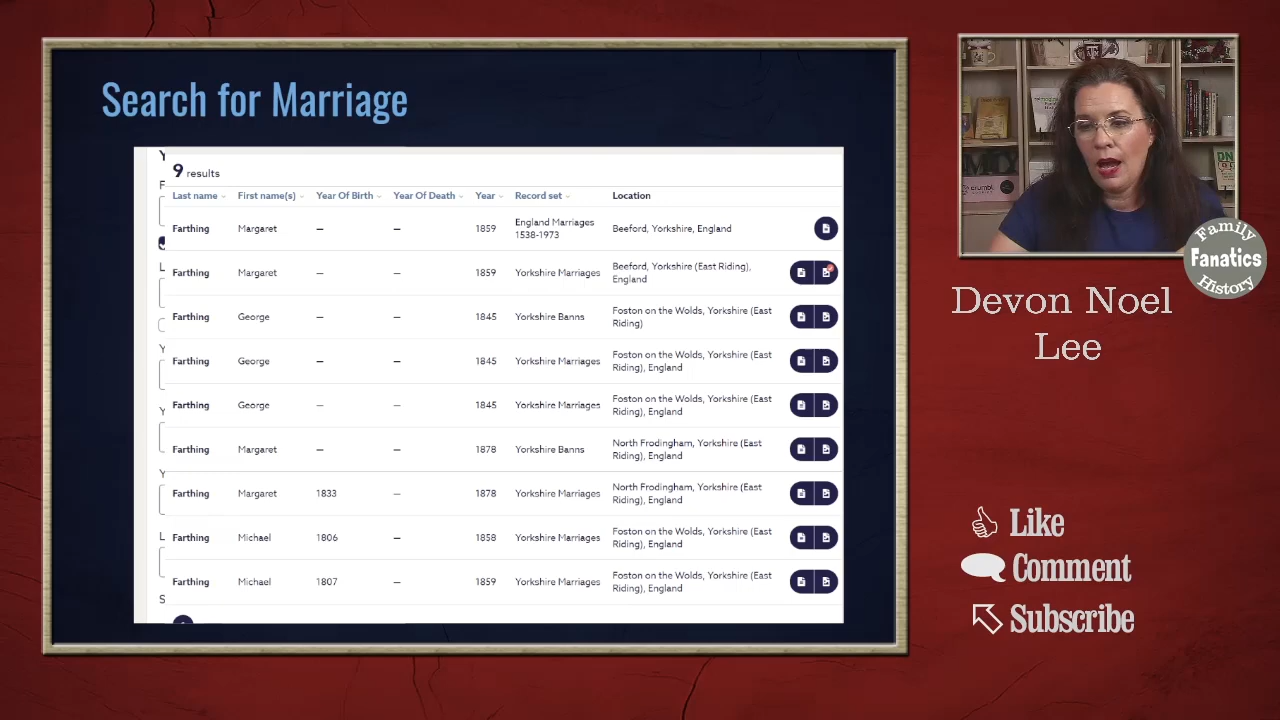 Search for Marriage
9 results
Last name First name(s) Year Of Birth Year Of Death Year Record set Location
Farthing Margaret – – 1859 England Marriages 1538-1973 Beeford, Yorkshire, England
Farthing Margaret – – 1859 Yorkshire Marriages Beeford, Yorkshire (East Riding), England
Farthing George – – 1845 Yorkshire Banns Foston on the Wolds, Yorkshire (East Riding)
Farthing George – – 1845 Yorkshire Marriages Foston on the Wolds, Yorkshire (East Riding), England
Farthing George – – 1845 Yorkshire Marriages Foston on the Wolds, Yorkshire (East Riding), England
Farthing Margaret – – 1878 Yorkshire Banns North Frodingham, Yorkshire (East Riding), England
Farthing Margaret 1833 – 1878 Yorkshire Marriages North Frodingham, Yorkshire (East Riding), England
Farthing Michael 1806 – 1858 Yorkshire Marriages Foston on the Wolds, Yorkshire (East Riding), England
Farthing Michael 1807 – 1859 Yorkshire Marriages Foston on the Wolds, Yorkshire (East Riding), England
Family
Fanatics
History
Devon Noel
Lee
Like
Comment
Subscribe